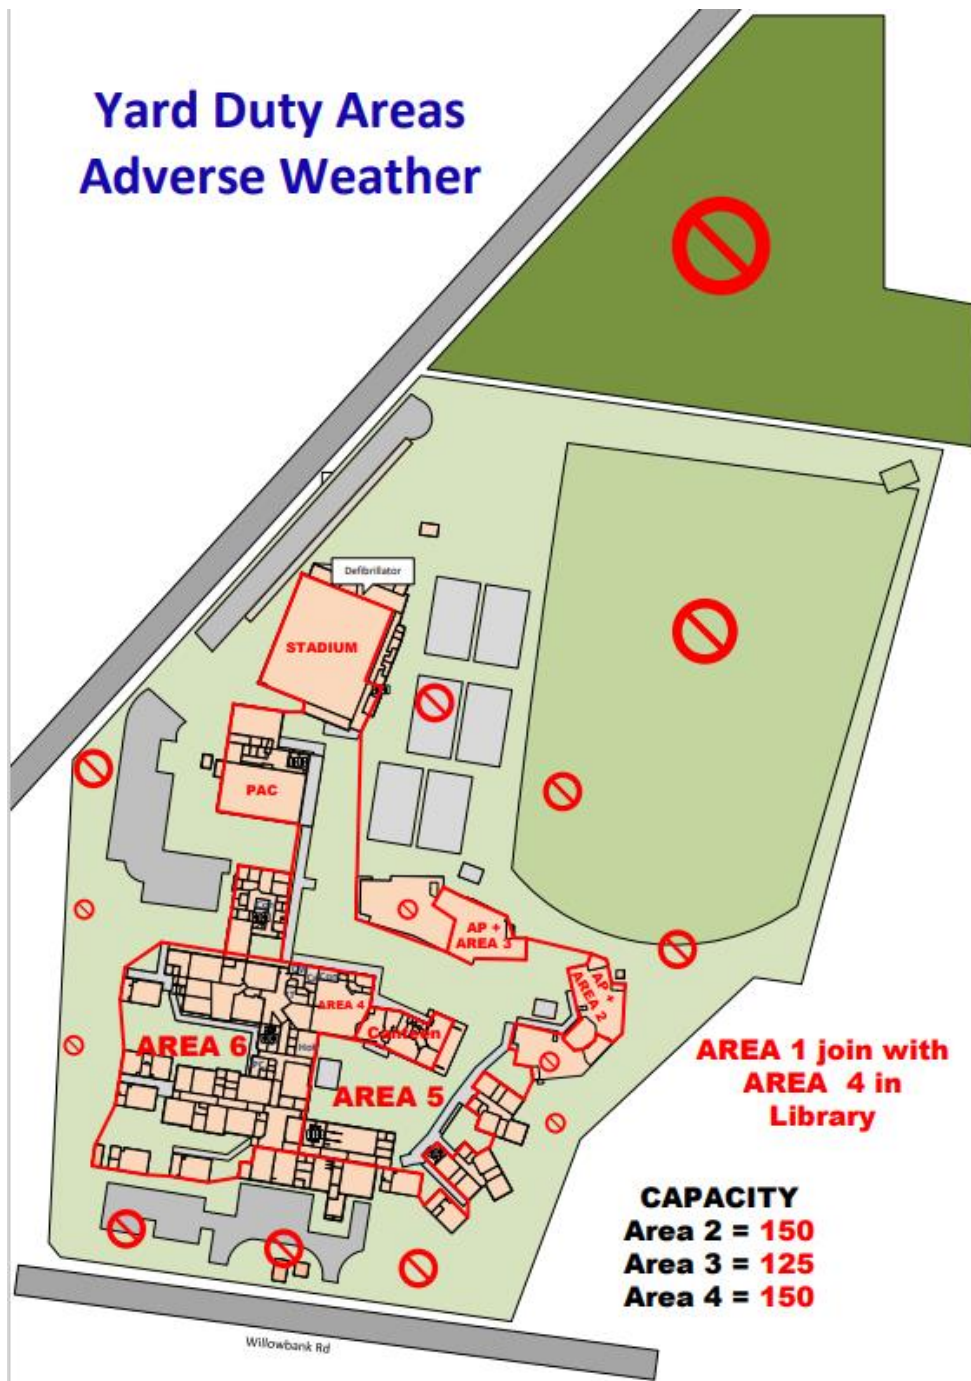 Yard Duty Areas
Adverse Weather
Defibrillator
STADIUM
PAC
AP +
AREA 3
AP +
AREA 2
AREA 4
Canteen
AREA 6
AREA 5
AREA 1 join with
AREA 4 in
Library
CAPACITY
Area 2 = 150
Area 3 = 125
Area 4 = 150
Willowbank Rd